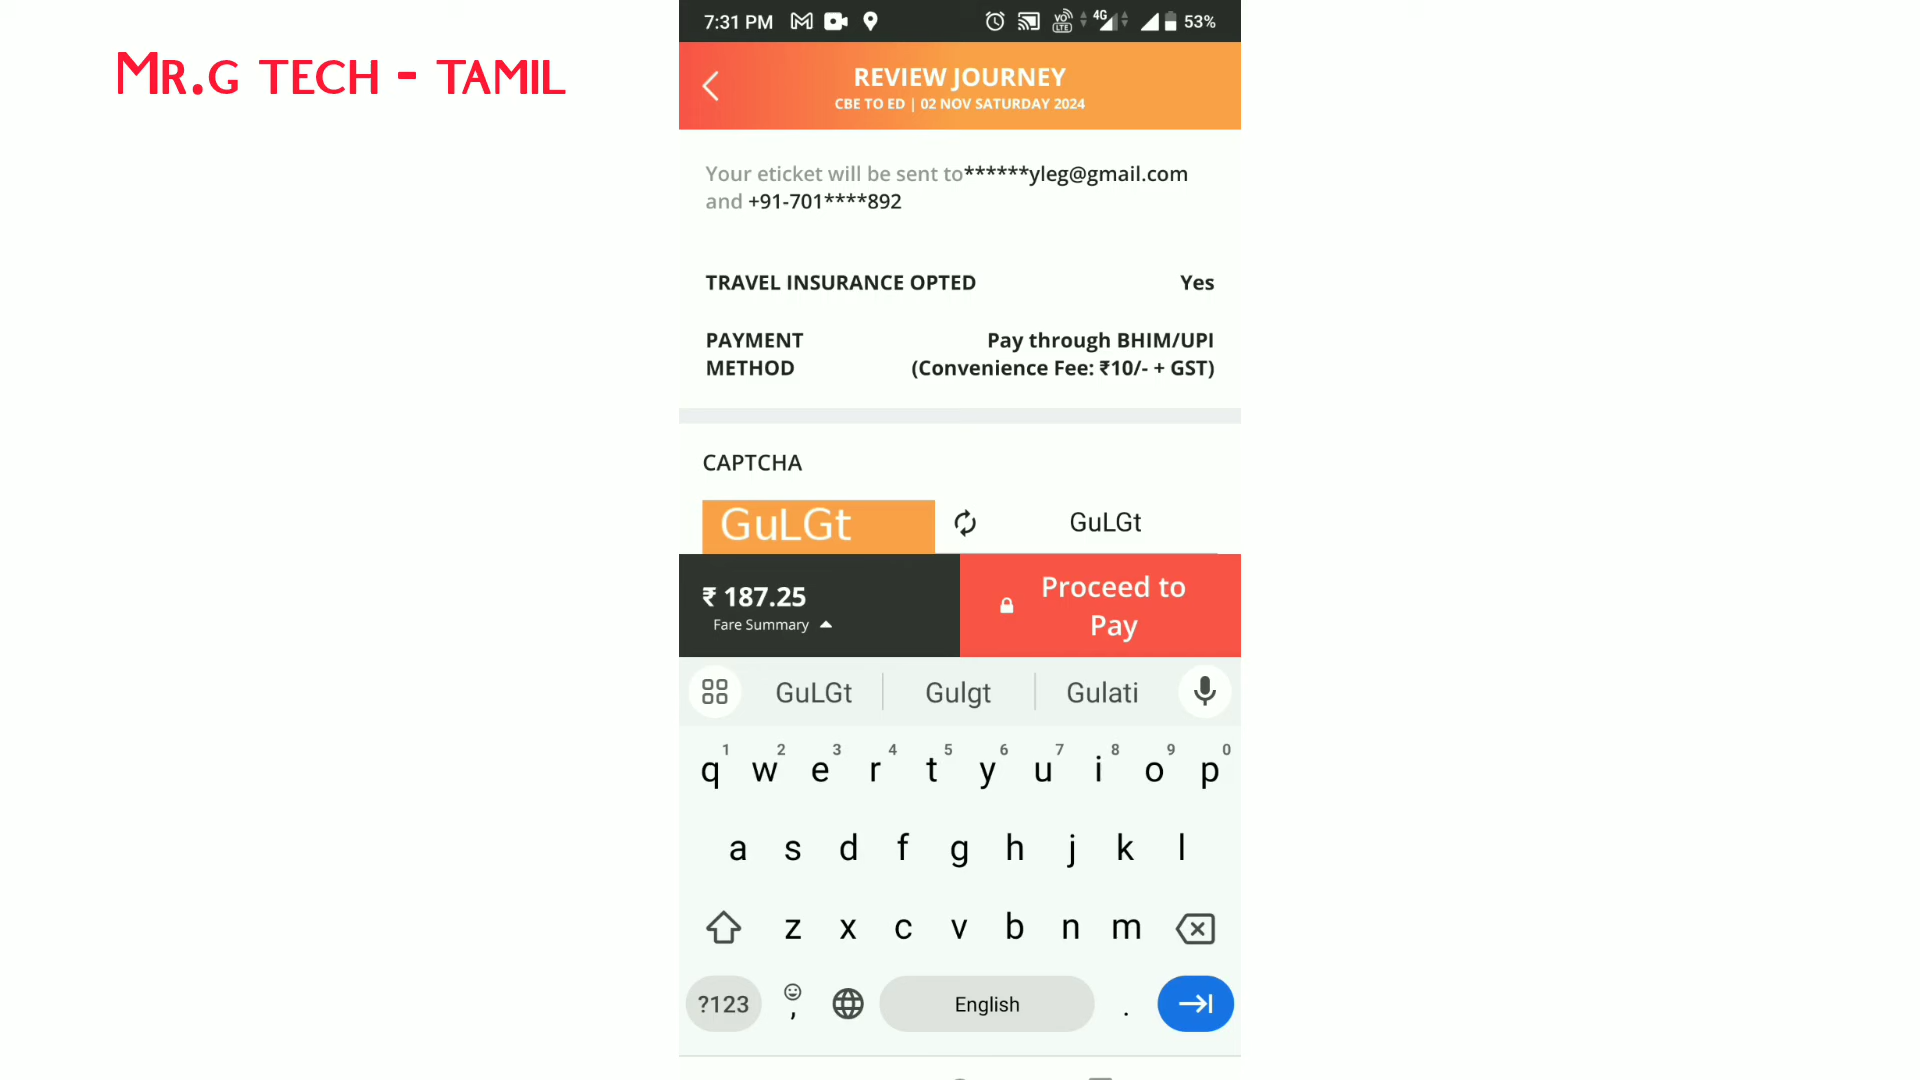 MR.G TECH - TAMIL
7:31 PM
VO LTE 4G 53%
REVIEW JOURNEY
CBE TO ED | 02 NOV SATURDAY 2024
Your eticket will be sent to******yleg@gmail.com
and +91-701****892
TRAVEL INSURANCE OPTED Yes
PAYMENT METHOD
Pay through BHIM/UPI
(Convenience Fee: ₹10/- + GST)
CAPTCHA
GuLGt GuLGt
₹ 187.25
Fare Summary
Proceed to
Pay
GuLGt Gulgt Gulati
1 2 3 4 5 6 7 8 9 0
q w e r t y u i o p
a s d f g h j k l
z x c v b n m
?123 , English .